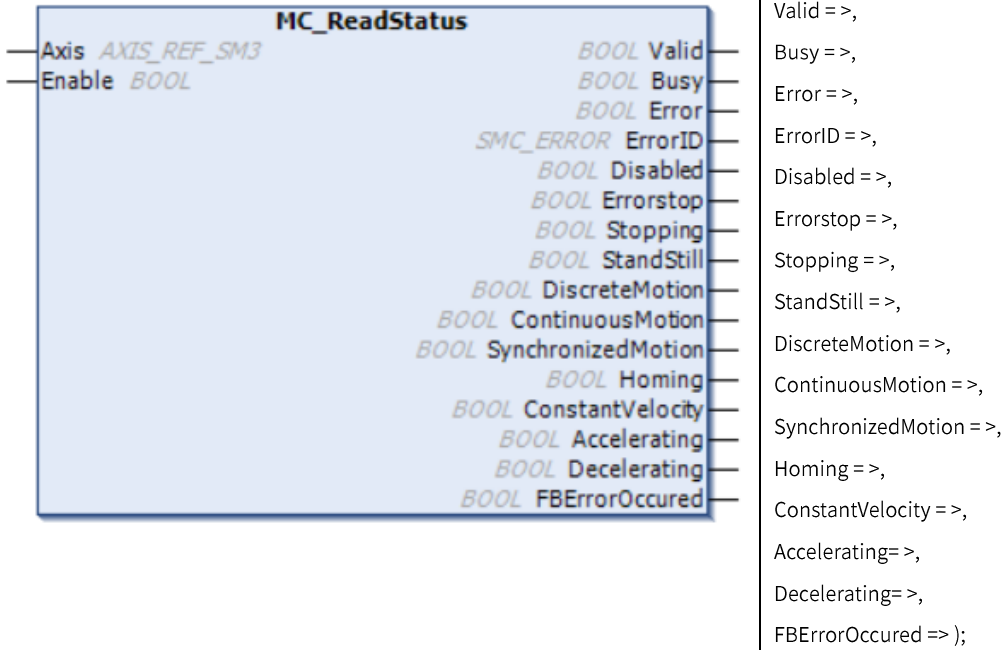 MC_ReadStatus
Axis AXIS_REF_SM3
Enable BOOL
BOOL Valid
BOOL Busy
BOOL Error
SMC_ERROR ErrorID
BOOL Disabled
BOOL Errorstop
BOOL Stopping
BOOL StandStill
BOOL DiscreteMotion
BOOL ContinuousMotion
BOOL SynchronizedMotion
BOOL Homing
BOOL ConstantVelocity
BOOL Accelerating
BOOL Decelerating
BOOL FBErrorOccured
Valid = >,
Busy = >,
Error = >,
ErrorID = >,
Disabled = >,
Errorstop = >,
Stopping = >,
StandStill = >,
DiscreteMotion = >,
ContinuousMotion = >,
SynchronizedMotion = >,
Homing = >,
ConstantVelocity = >,
Accelerating= >,
Decelerating= >,
FBErrorOccured => );